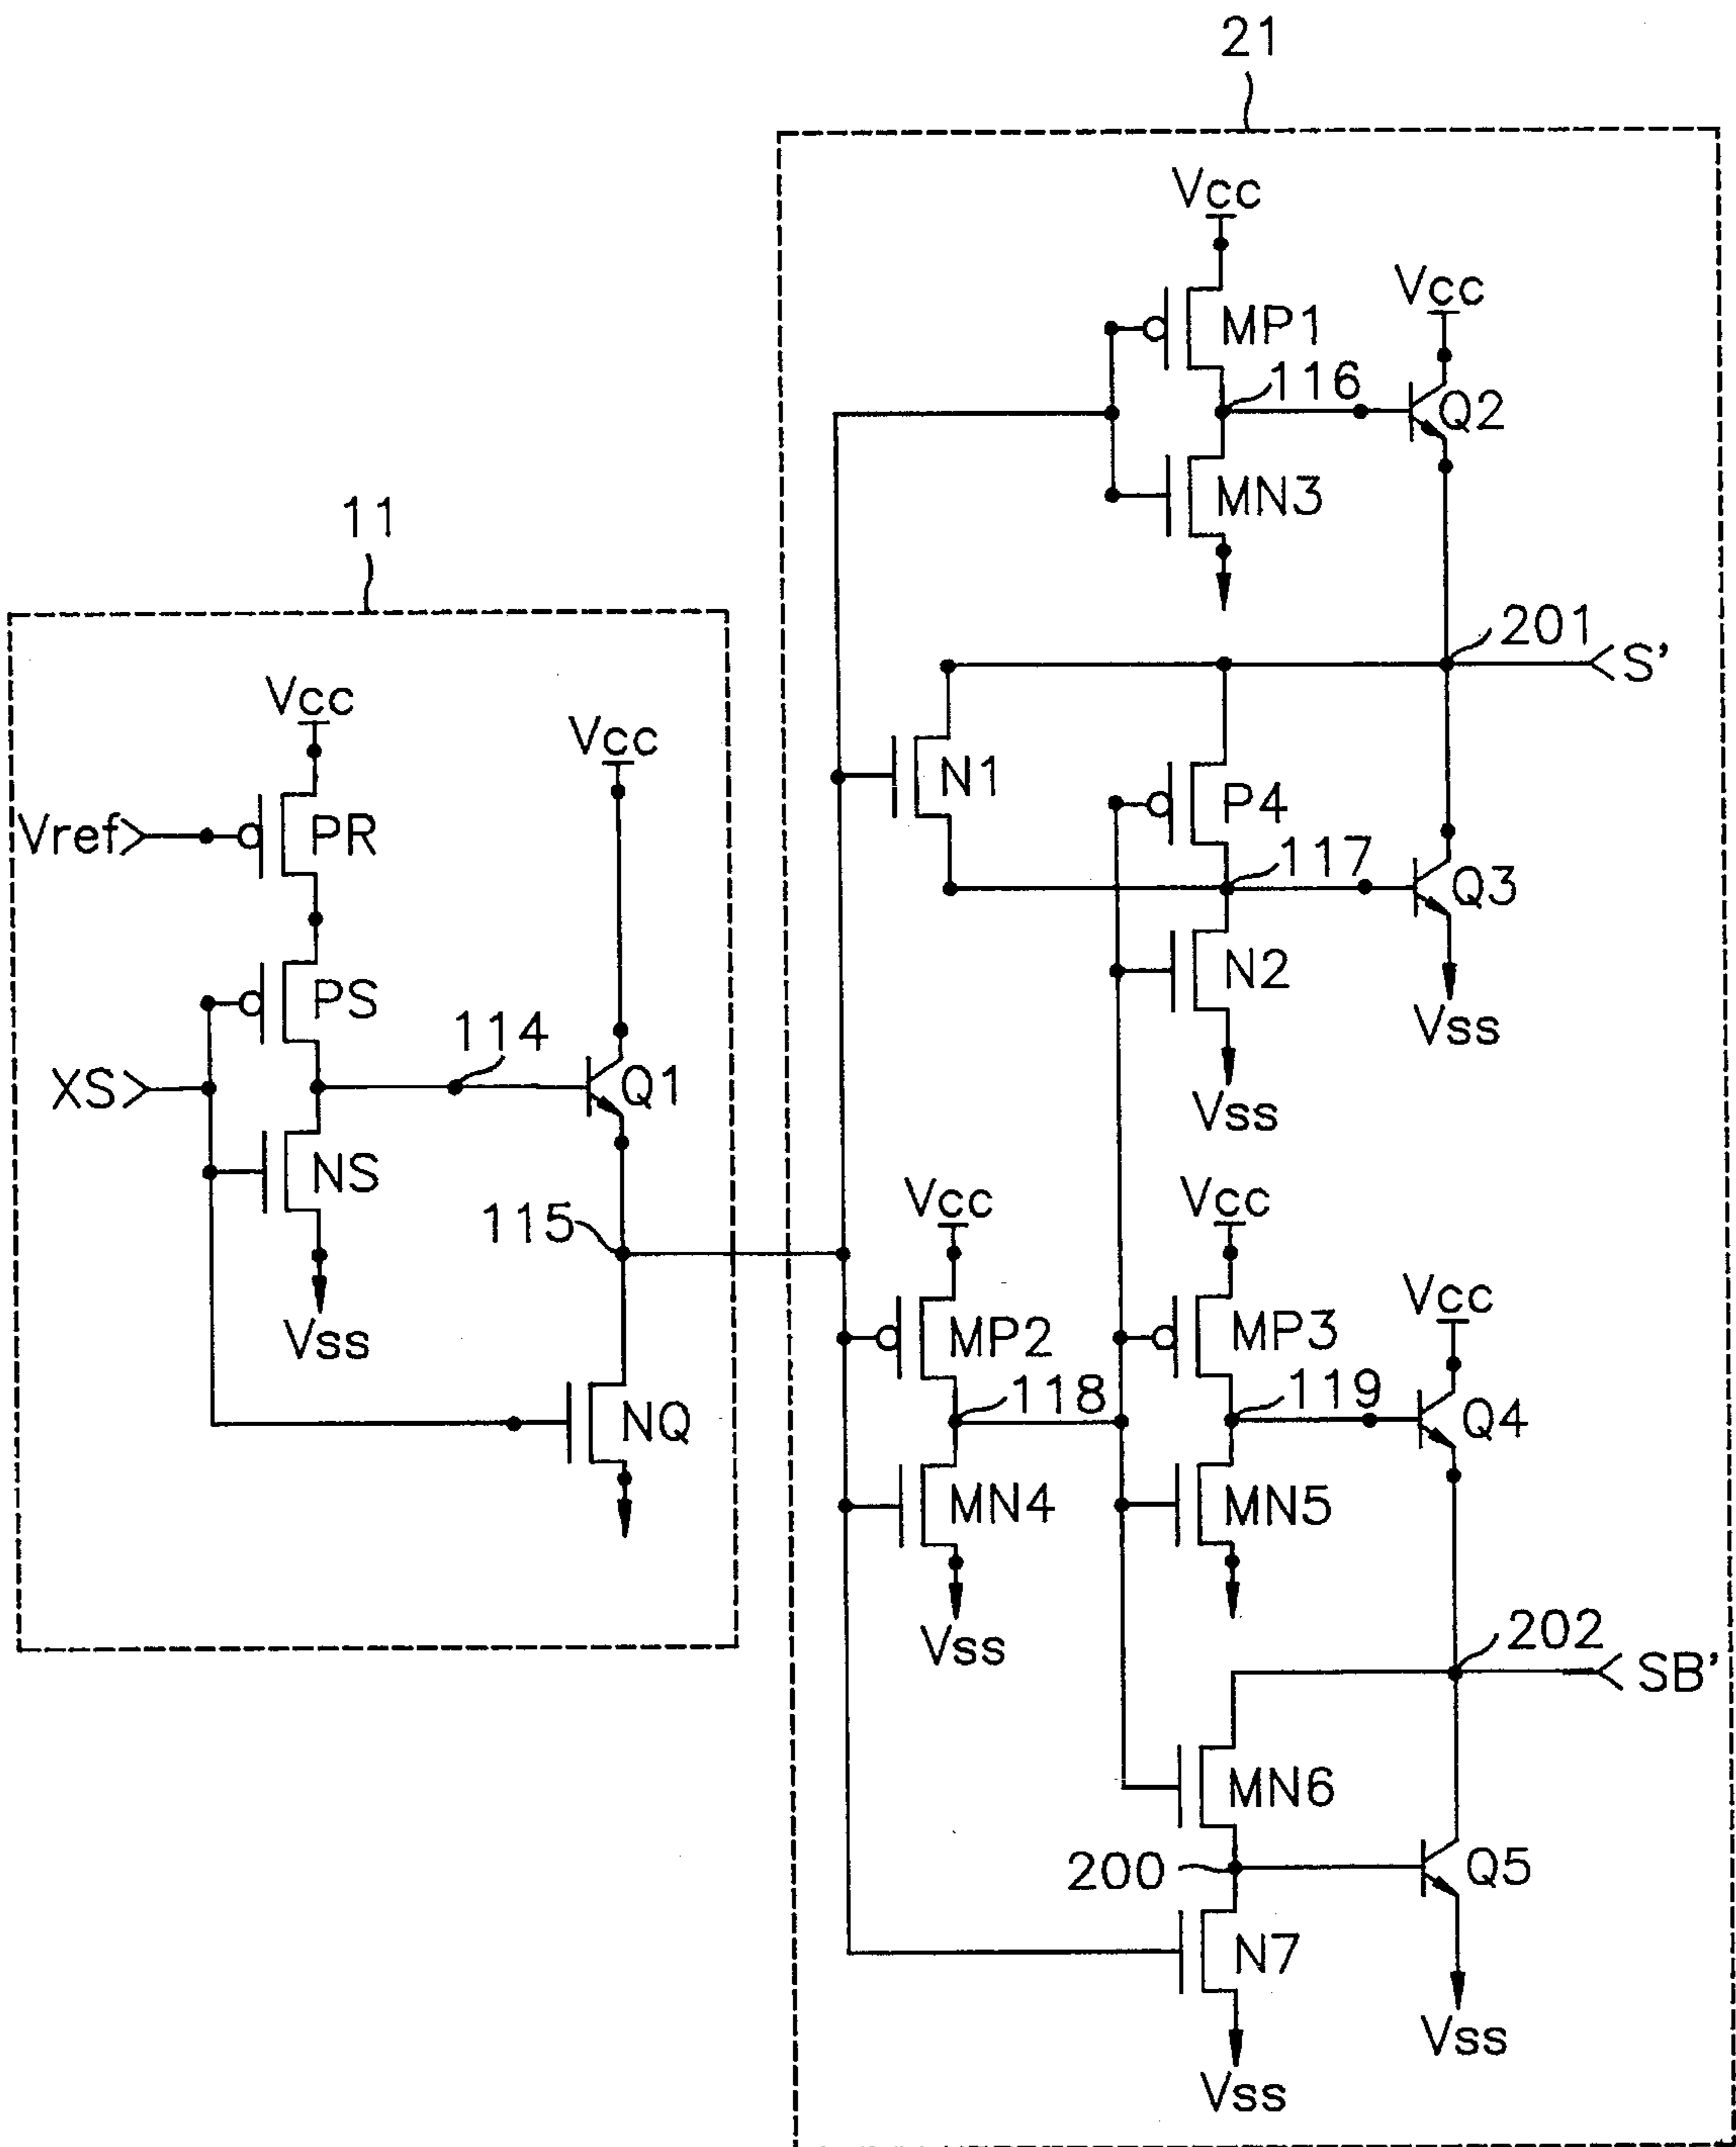 21
Vcc
Vcc
MP1
116
Q2
MN3
11
201
S'
Vcc
Vcc
N1
P4
Vref
PR
117
Q3
N2
PS
Vss
114
XS
Q1
Vss
NS
115
Vcc
Vcc
Vcc
Vss
MP2
MP3
118
119
Q4
NQ
MN4
MN5
202
Vss
SB'
MN6
200
Q5
N7
Vss
Vss